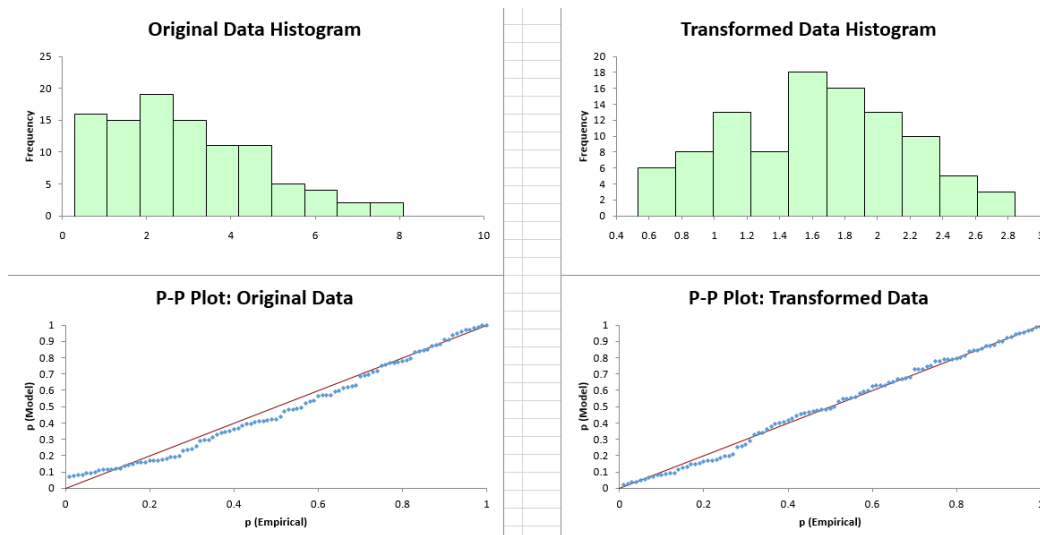 Original Data Histogram
Frequency
25
20
15
10
5
0
0 2 4 6 8 10
Transformed Data Histogram
Frequency
20
18
16
14
12
10
8
6
4
2
0
0.4 0.6 0.8 1 1.2 1.4 1.6 1.8 2 2.2 2.4 2.6 2.8
P-P Plot: Original Data
p (Model)
1
0.9
0.8
0.7
0.6
0.5
0.4
0.3
0.2
0.1
0
0 0.2 0.4 0.6 0.8 1
p (Empirical)
P-P Plot: Transformed Data
p (Model)
1
0.9
0.8
0.7
0.6
0.5
0.4
0.3
0.2
0.1
0
0 0.2 0.4 0.6 0.8 1
p (Empirical)